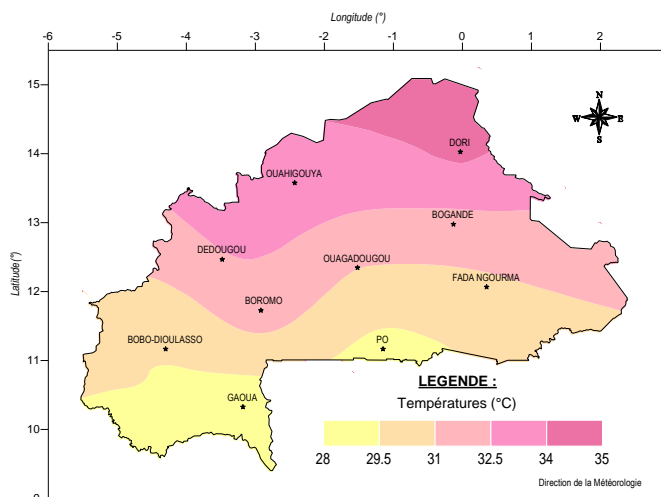 Longitude (°)
-6 -5 -4 -3 -2 -1 0 1 2
15
14
13
12
11
10
Latitude (°)
N
W E
S
DORI
OUAHIGOUYA
BOGANDE
DEDOUGOU
OUAGADOUGOU
FADA NGOURMA
BOROMO
BOBO-DIOULASSO
PO
GAOUA
LEGENDE :
Températures (°C)
28 29.5 31 32.5 34 35
Direction de la Météorologie